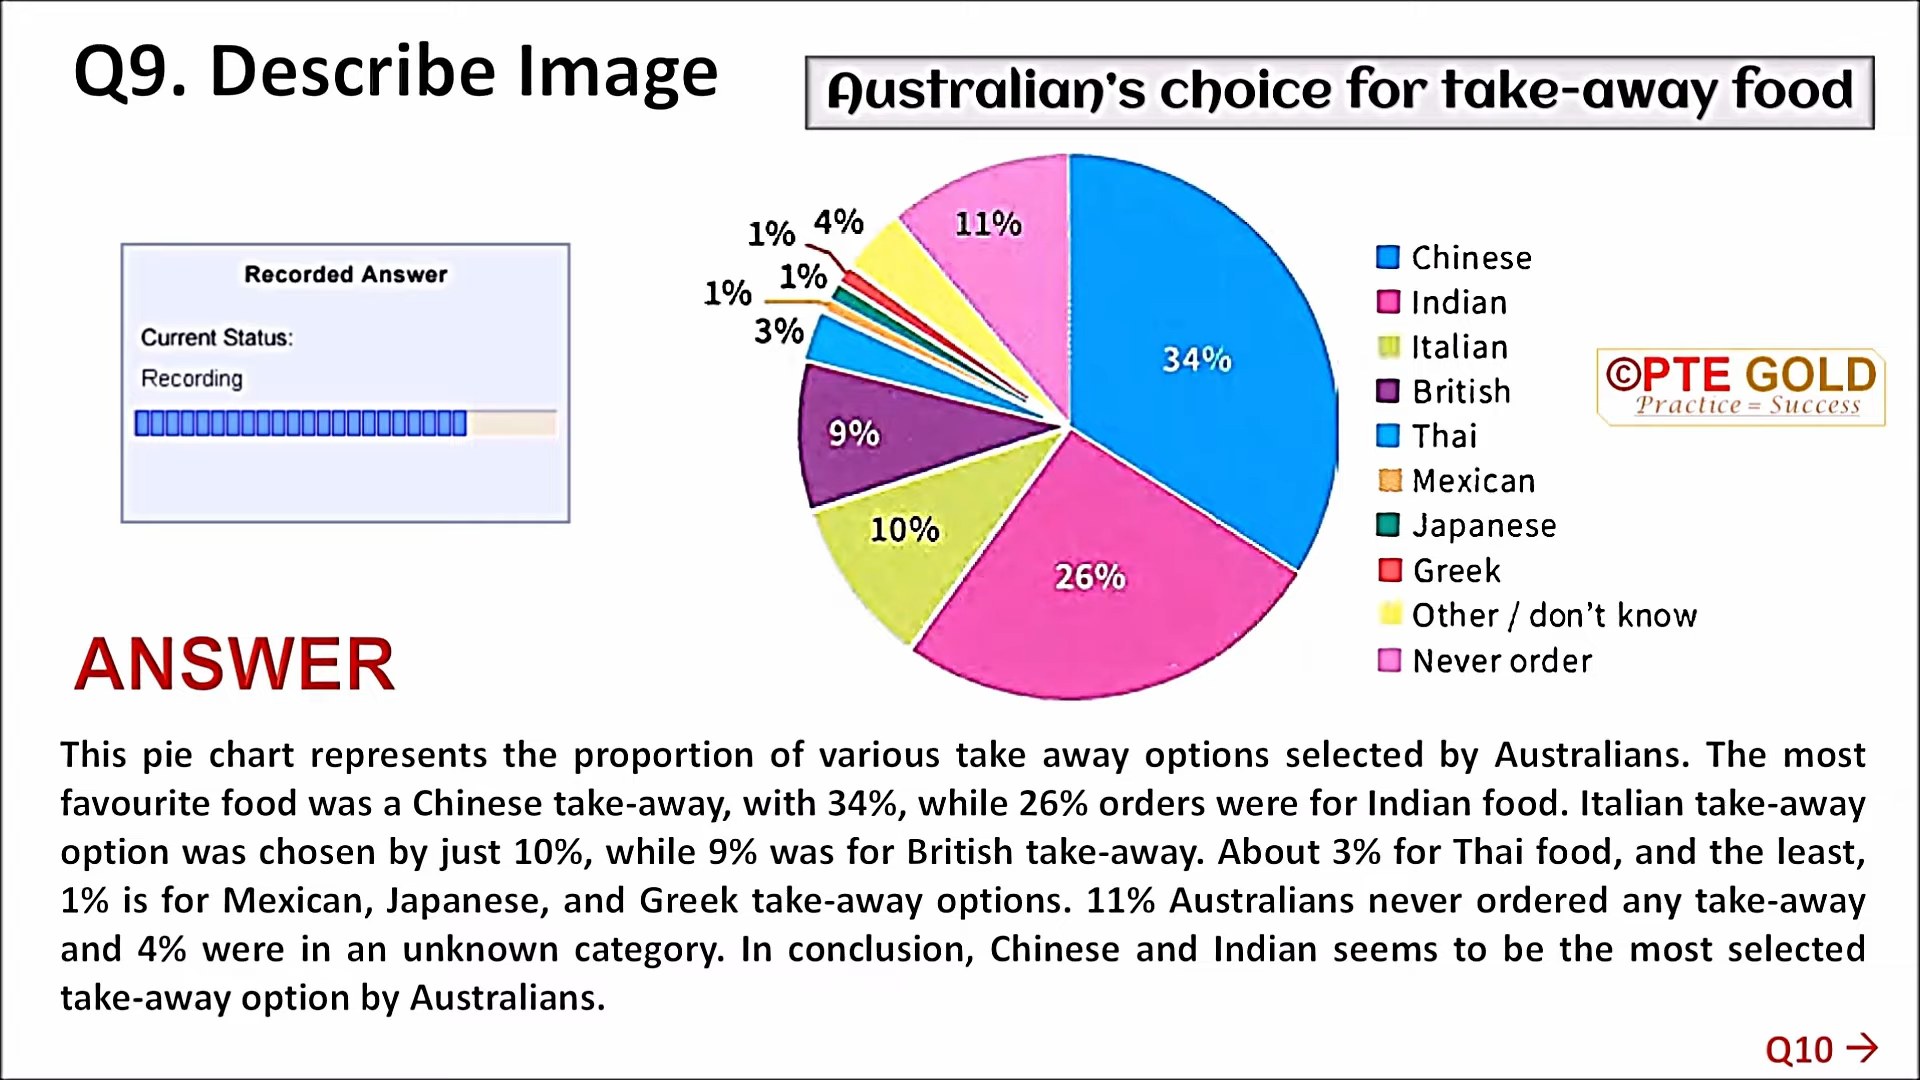 Q9. Describe Image
Australian's choice for take-away food
Recorded Answer
Current Status:
Recording
11%
4%
1%
1%
1%
3%
9%
10%
26%
34%
Chinese
Indian
Italian
British
Thai
Mexican
Japanese
Greek
Other / don't know
Never order
©PTE GOLD
Practice = Success
ANSWER
This pie chart represents the proportion of various take away options selected by Australians. The most
favourite food was a Chinese take-away, with 34%, while 26% orders were for Indian food. Italian take-away
option was chosen by just 10%, while 9% was for British take-away. About 3% for Thai food, and the least,
1% is for Mexican, Japanese, and Greek take-away options. 11% Australians never ordered any take-away
and 4% were in an unknown category. In conclusion, Chinese and Indian seems to be the most selected
take-away option by Australians.
Q10 →